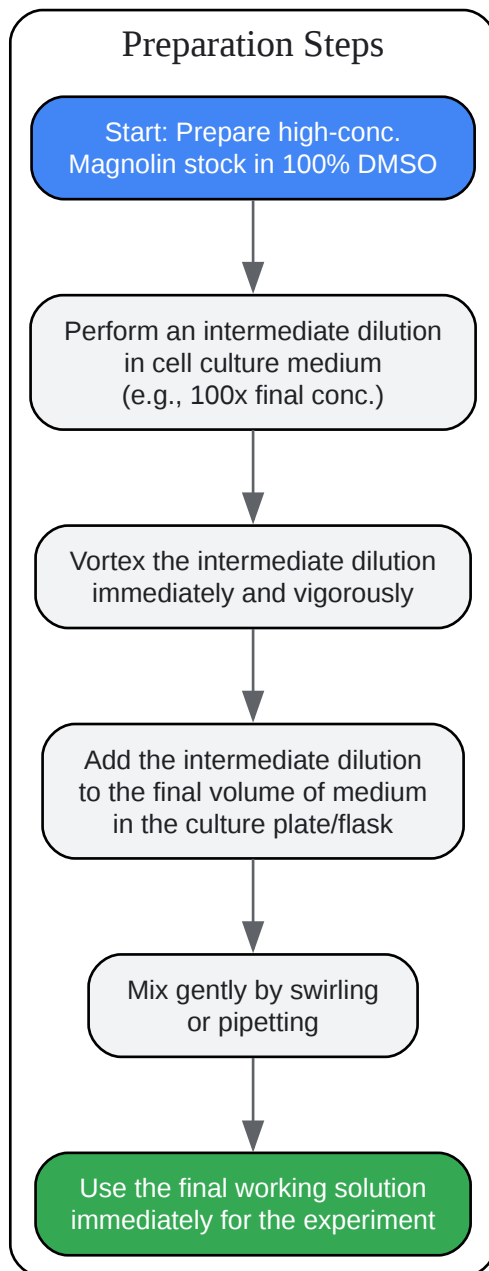 Preparation Steps
Start: Prepare high-conc.
Magnolin stock in 100% DMSO
Perform an intermediate dilution
in cell culture medium
(e.g., 100x final conc.)
Vortex the intermediate dilution
immediately and vigorously
Add the intermediate dilution
to the final volume of medium
in the culture plate/flask
Mix gently by swirling
or pipetting
Use the final working solution
immediately for the experiment